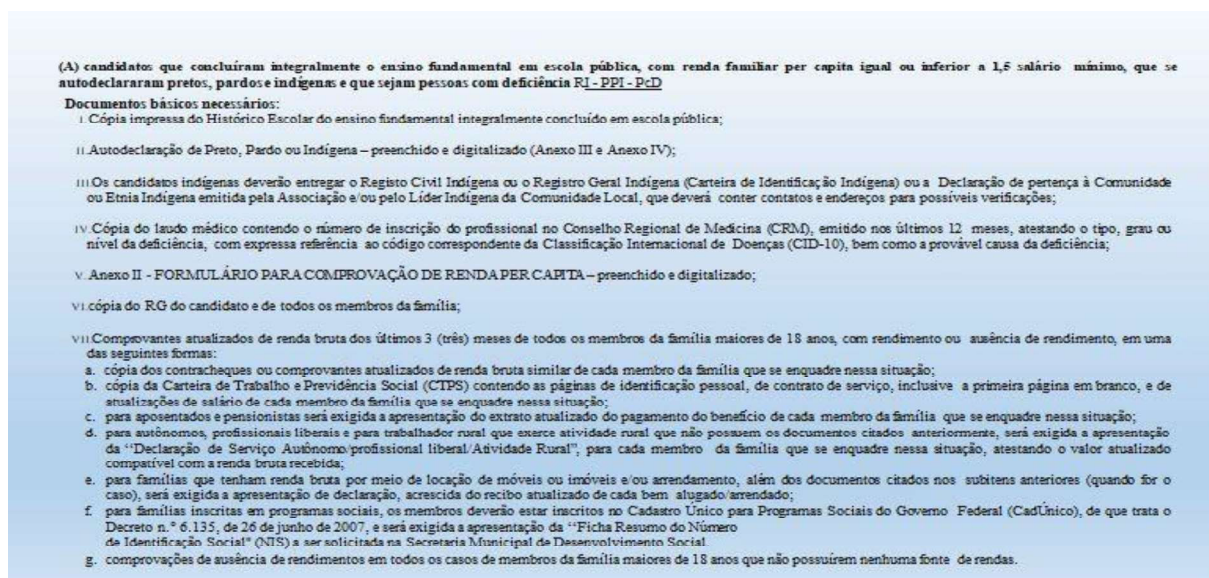 (A) candidatos que concluíram integralmente o ensino fundamental em escola pública, com renda familiar per capita igual ou inferior a 1,5 salário mínimo, que se
autodeclararam pretos, pardos e indígenas e que sejam pessoas com deficiência RI - PPI - PcD
Documentos básicos necessários:
i. Cópia impressa do Histórico Escolar do ensino fundamental integralmente concluído em escola pública;
ii. Autodeclaração de Preto, Pardo ou Indígena – preenchido e digitalizado (Anexo III e Anexo IV);
iii. Os candidatos indígenas deverão entregar o Registo Civil Indígena ou o Registro Geral Indígena (Carteira de Identificação Indígena) ou a Declaração de pertença à Comunidade
ou Etnia Indígena emitida pela Associação e/ou pelo Líder Indígena da Comunidade Local, que deverá conter contatos e endereços para possíveis verificações;
iv. Cópia do laudo médico contendo o número de inscrição do profissional no Conselho Regional de Medicina (CRM), emitido nos últimos 12 meses, atestando o tipo, grau ou
nível da deficiência, com expressa referência ao código correspondente da Classificação Internacional de Doenças (CID-10), bem como a provável causa da deficiência;
v. Anexo II - FORMULÁRIO PARA COMPROVAÇÃO DE RENDA PER CAPITA – preenchido e digitalizado;
vi. cópia do RG do candidato e de todos os membros da família;
vii. Comprovantes atualizados de renda bruta dos últimos 3 (três) meses de todos os membros da família maiores de 18 anos, com rendimento ou ausência de rendimento, em uma
das seguintes formas:
a. cópia dos contracheques ou comprovantes atualizados de renda bruta similar de cada membro da família que se enquadre nessa situação;
b. cópia da Carteira de Trabalho e Previdência Social (CTPS) contendo as páginas de identificação pessoal, de contrato de serviço, inclusive a primeira página em branco, e de
atualizações de salário de cada membro da família que se enquadre nessa situação;
c. para aposentados e pensionistas será exigida a apresentação do extrato atualizado do pagamento do benefício de cada membro da família que se enquadre nessa situação;
d. para autônomos, profissionais liberais e para trabalhador rural que exerce atividade rural que não possuem os documentos citados anteriormente, será exigida a apresentação
da “Declaração de Serviço Autônomo/profissional liberal/Atividade Rural”, para cada membro da família que se enquadre nessa situação, atestando o valor atualizado
compatível com a renda bruta recebida;
e. para famílias que tenham renda bruta por meio de locação de móveis ou imóveis e/ou arrendamento, além dos documentos citados nos subitens anteriores (quando for o
caso), será exigida a apresentação de declaração, acrescida do recibo atualizado de cada bem alugado/arrendado;
f. para famílias inscritas em programas sociais, os membros deverão estar inscritos no Cadastro Único para Programas Sociais do Governo Federal (CadÚnico), de que trata o
Decreto n.° 6.135, de 26 de junho de 2007, e será exigida a apresentação da “Ficha Resumo do Número
de Identificação Social” (NIS) a ser solicitada na Secretaria Municipal de Desenvolvimento Social.
g. comprovações de ausência de rendimentos em todos os casos de membros da família maiores de 18 anos que não possuírem nenhuma fonte de rendas.